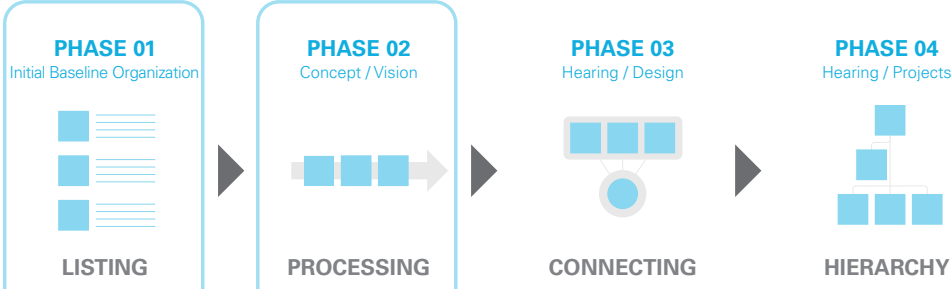 PHASE 01
Initial Baseline Organization
LISTING
PHASE 02
Concept / Vision
PROCESSING
PHASE 03
Hearing / Design
CONNECTING
PHASE 04
Hearing / Projects
HIERARCHY